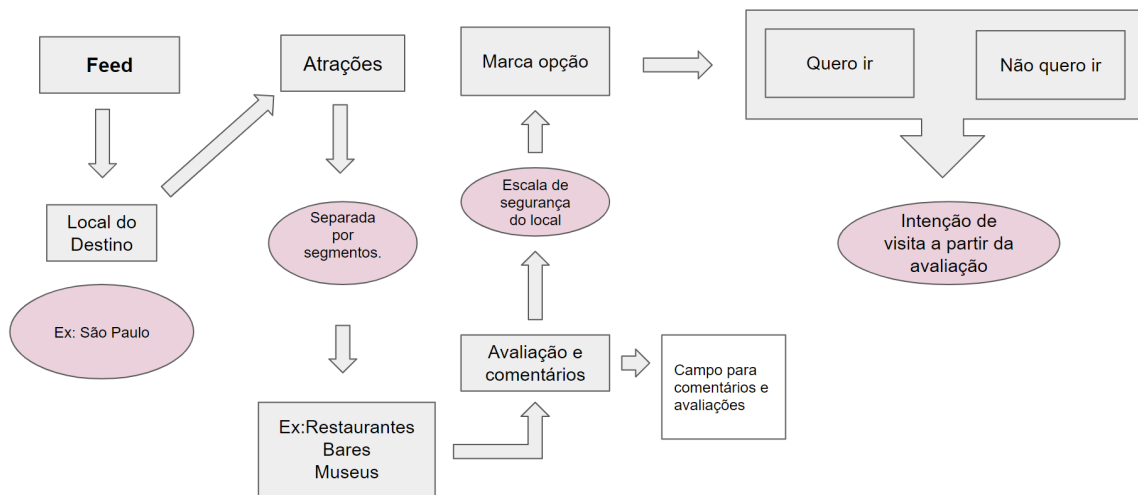 Feed
Local do
Destino
Ex: São Paulo
Atrações
Separada
por
segmentos.
Ex:Restaurantes
Bares
Museus
Avaliação e
comentários
Campo para
comentários e
avaliações
Escala de
segurança
do local
Marca opção
Quero ir
Não quero ir
Intenção de
visita a partir da
avaliação